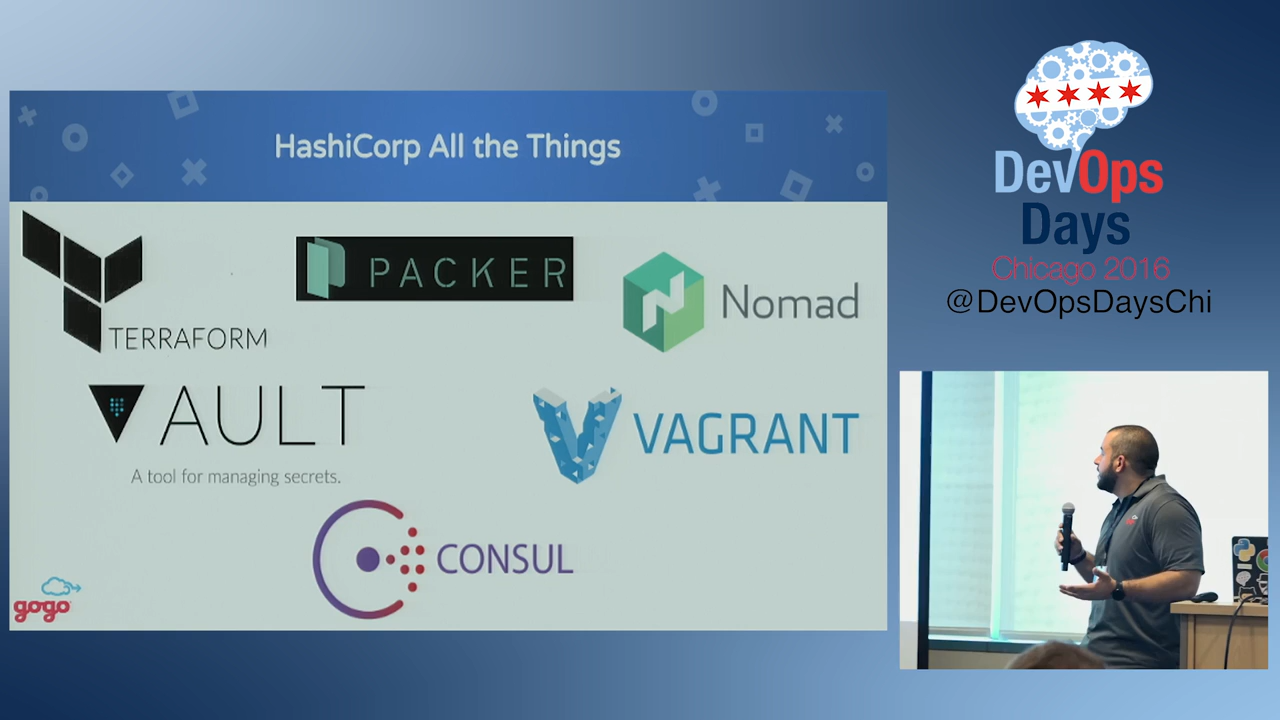 HashiCorp All the Things
TERRAFORM
PACKER
Nomad
VAULT
A tool for managing secrets.
VAGRANT
CONSUL
gogo
DevOps
Days
Chicago 2016
@DevOpsDaysChi